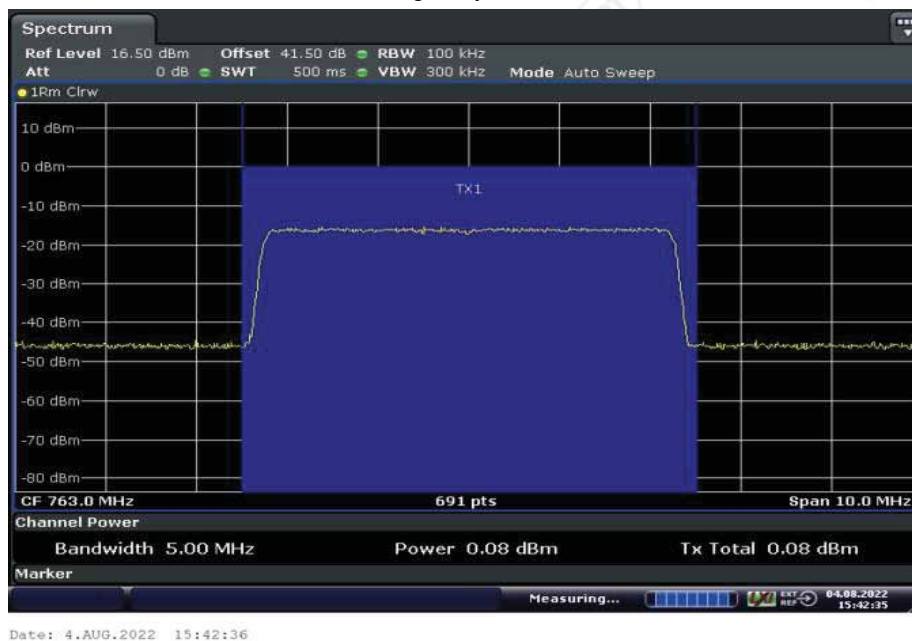 Spectrum
Ref Level 16.50 dBm Offset 41.50 dB RBW 100 kHz
Att 0 dB SWT 500 ms VBW 300 kHz Mode Auto Sweep
1Rm Clrw
10 dBm
0 dBm
TX1
-10 dBm
-20 dBm
-30 dBm
-40 dBm
-50 dBm
-60 dBm
-70 dBm
-80 dBm
CF 763.0 MHz 691 pts Span 10.0 MHz
Channel Power
Bandwidth 5.00 MHz Power 0.08 dBm Tx Total 0.08 dBm
Marker
Measuring... EXT REF 04.08.2022 15:42:35
Date: 4.AUG.2022 15:42:36